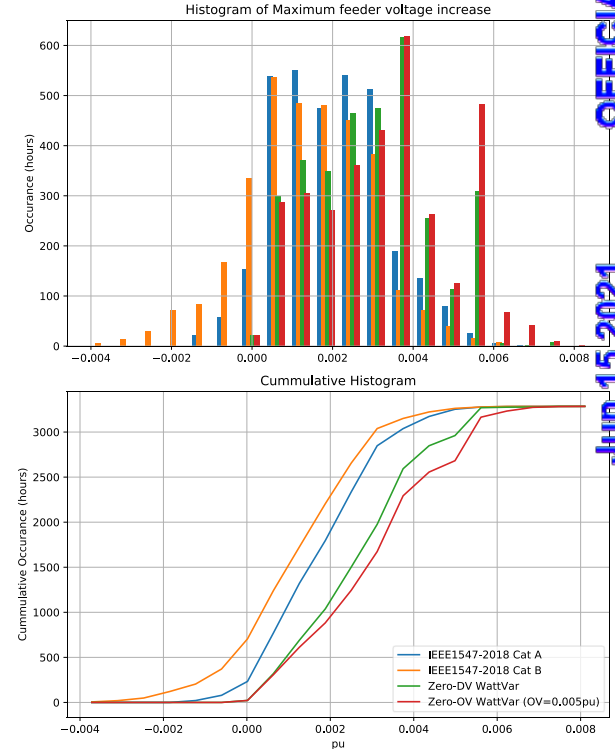 Histogram of Maximum feeder voltage increase
600
500
400
300
200
100
0
Occurance (hours)
−0.004
−0.002
0.000
0.002
0.004
0.006
0.008
Cummulative Histogram
3000
2500
2000
1500
1000
500
0
Cummulative Occurance (hours)
IEEE1547-2018 Cat A
IEEE1547-2018 Cat B
Zero-DV WattVar
Zero-OV WattVar (OV=0.005pu)
−0.004
−0.002
0.000
0.002
0.004
0.006
0.008
pu
Jun 15 2021